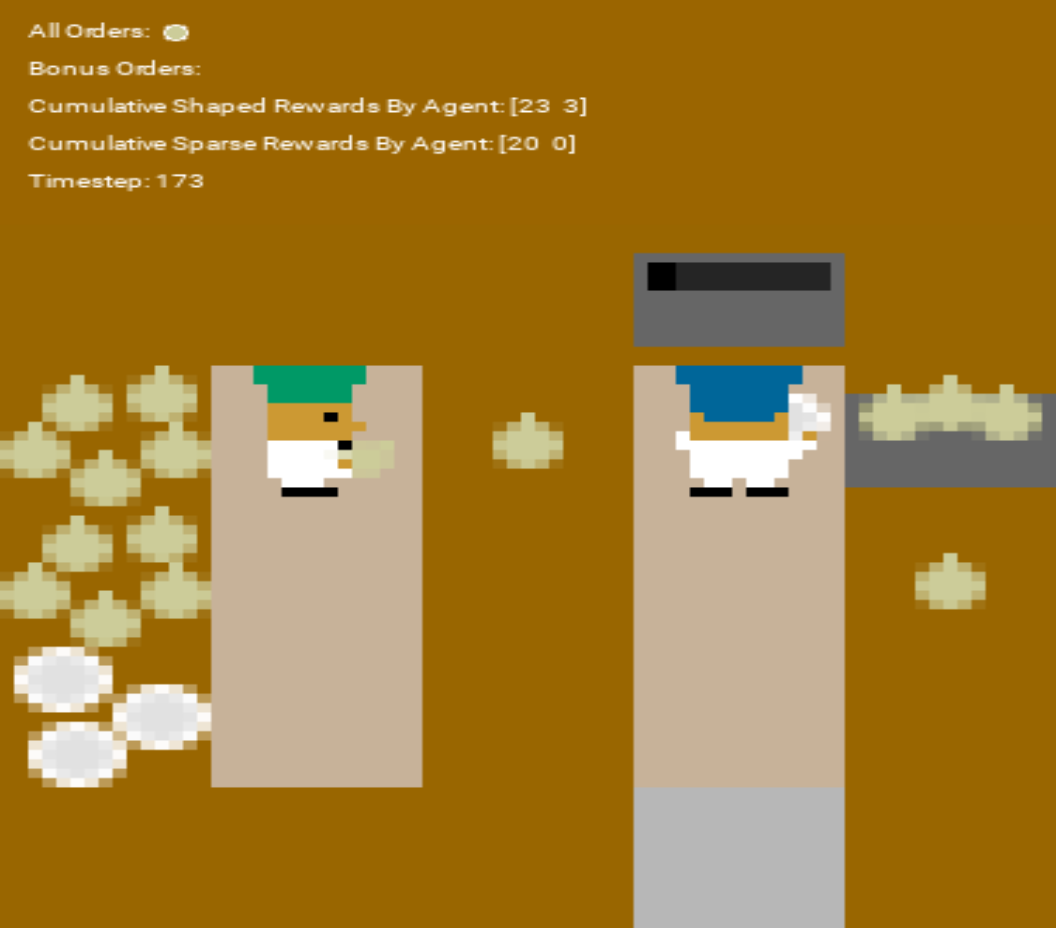 All Orders:
Bonus Orders:
Cumulative Shaped Rewards By Agent: [23 3]
Cumulative Sparse Rewards By Agent: [20 0]
Timestep: 173